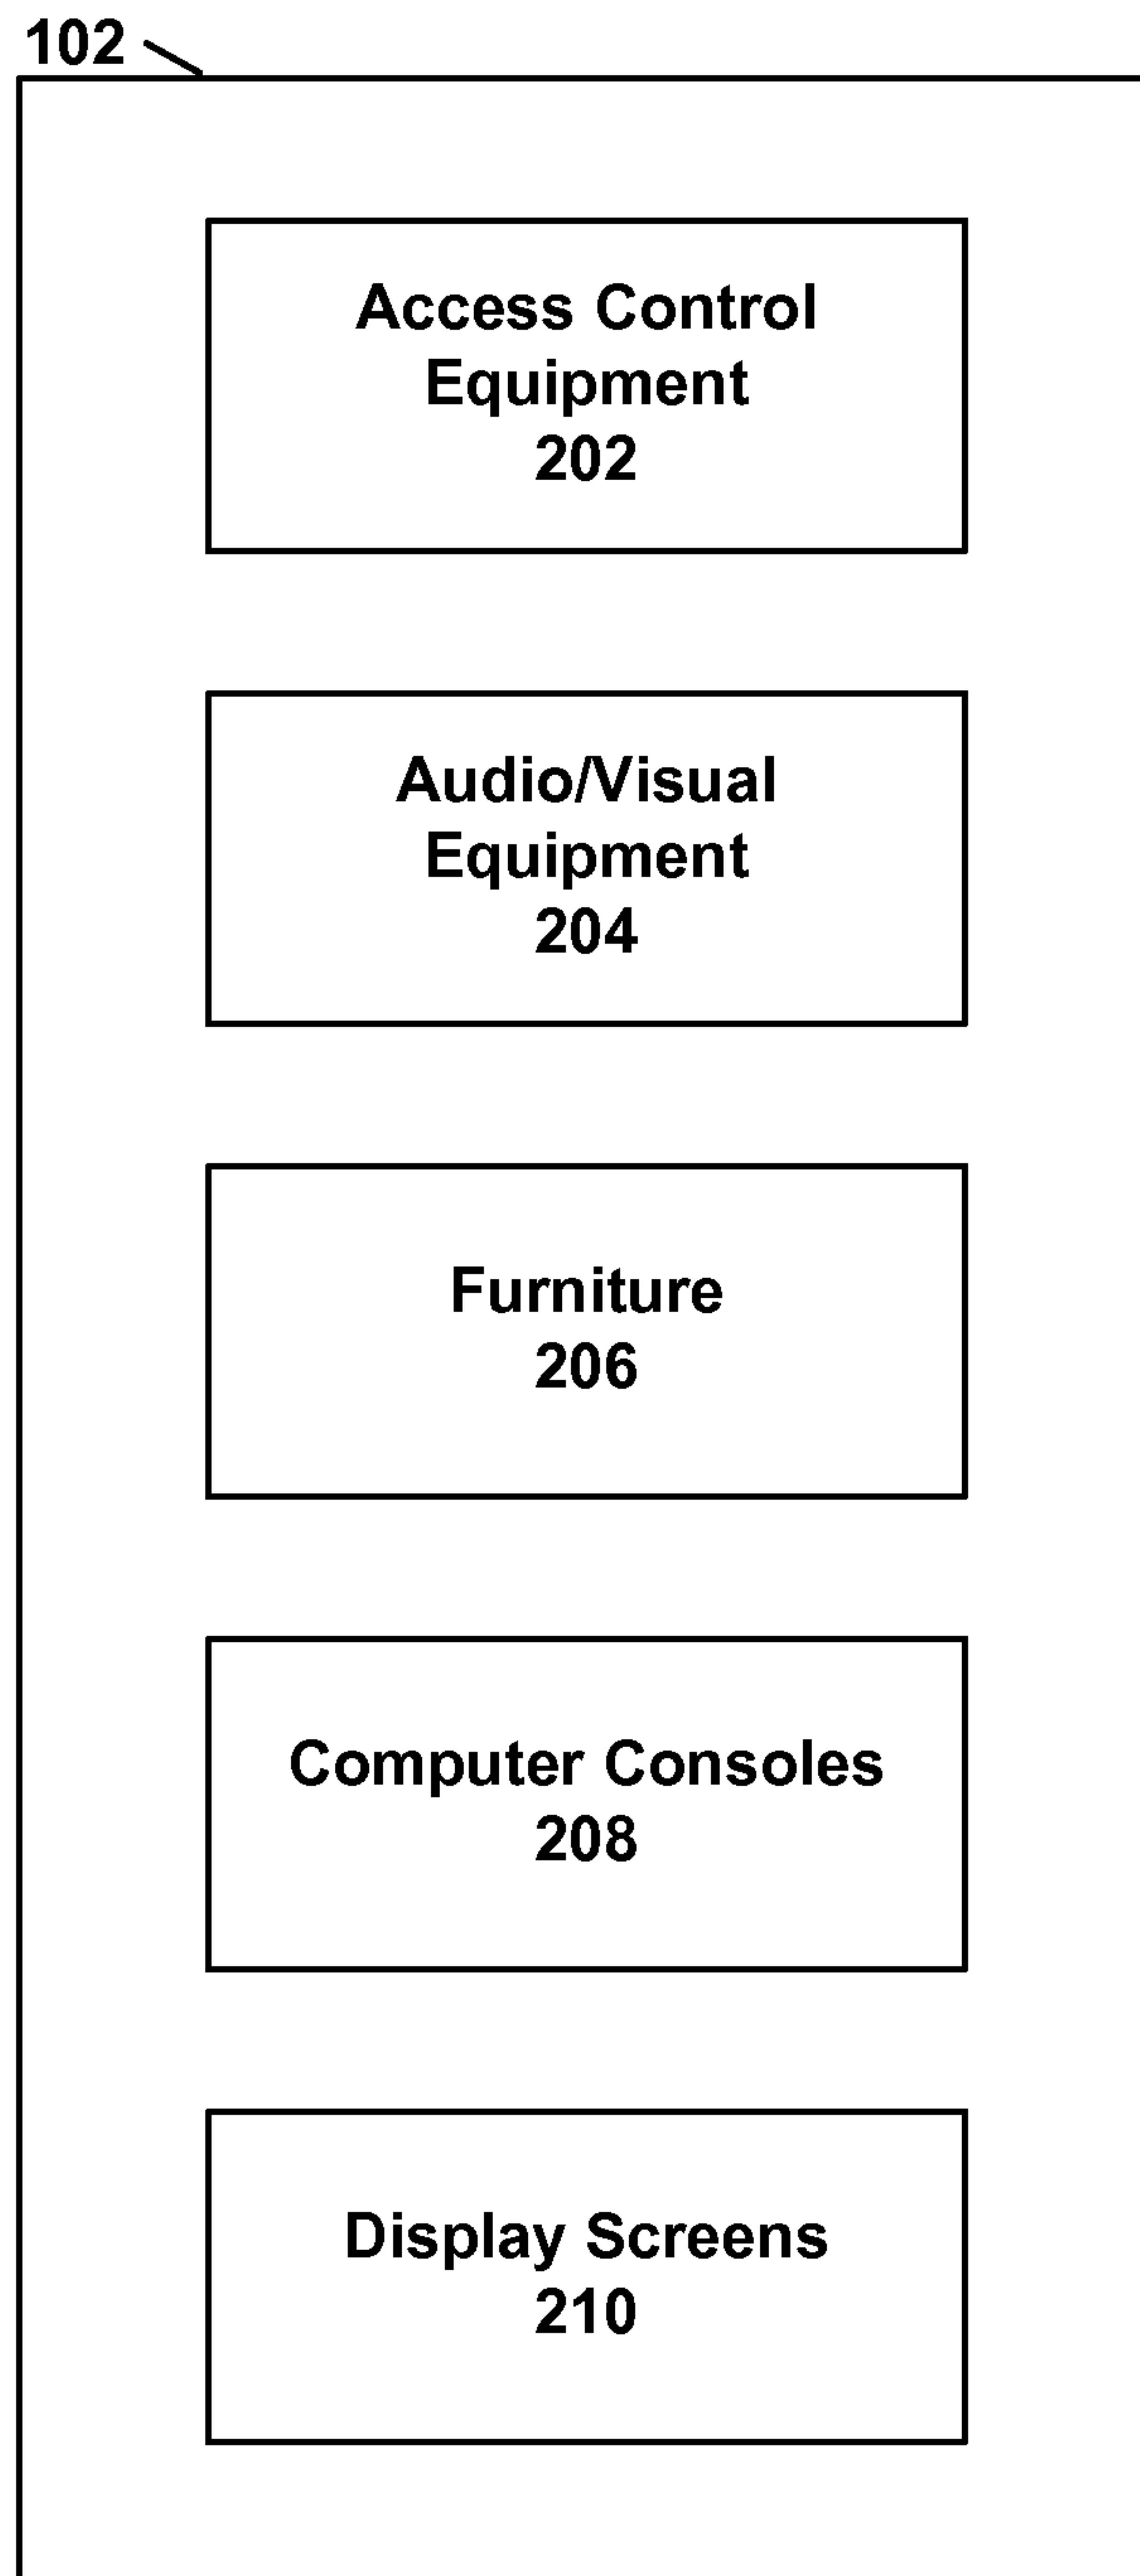 102
Access Control
Equipment
202
Audio/Visual
Equipment
204
Furniture
206
Computer Consoles
208
Display Screens
210